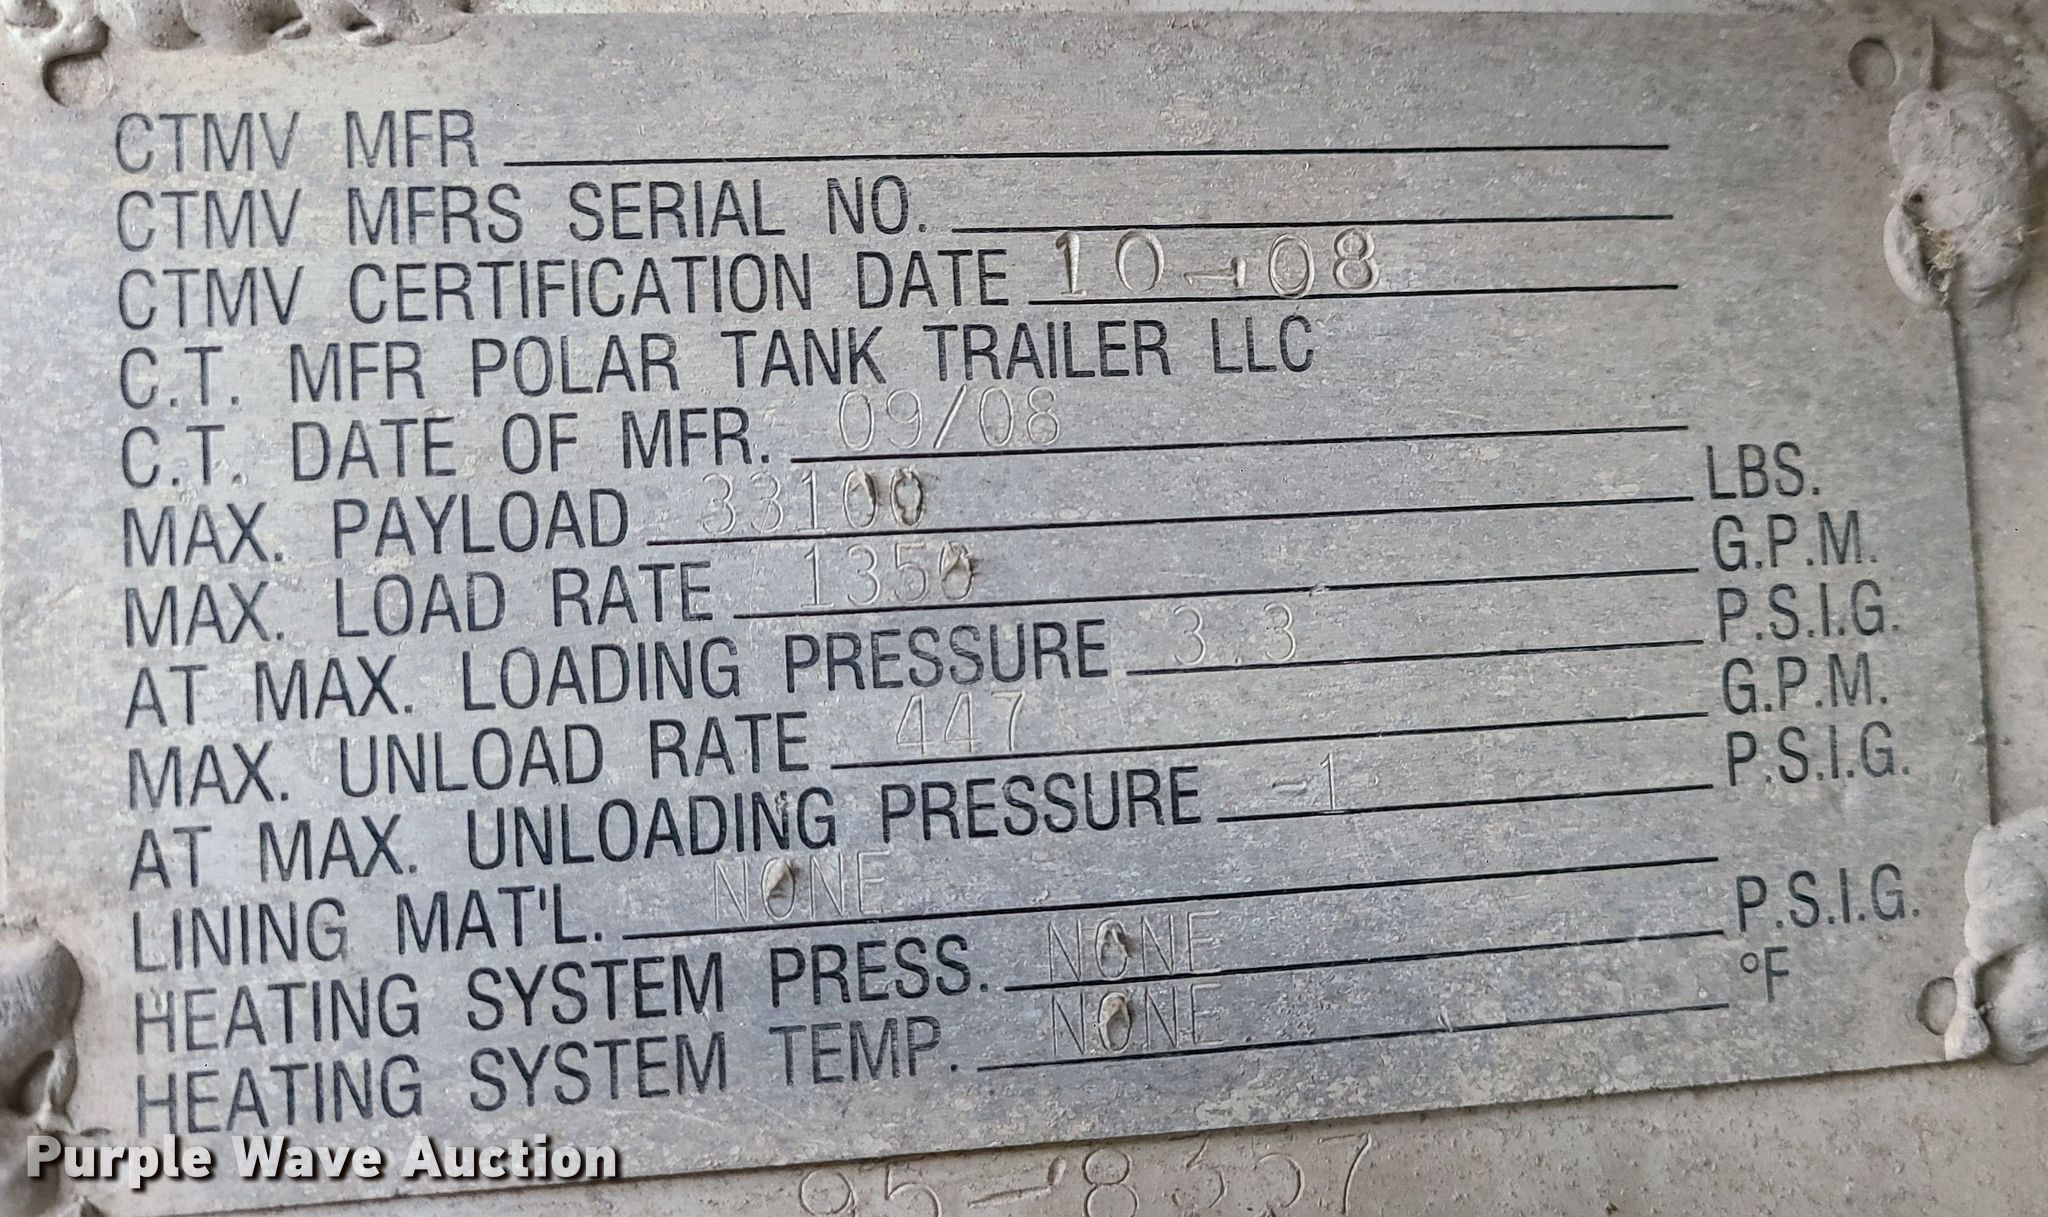 CTMV MFR
CTMV MFRS SERIAL NO.
CTMV CERTIFICATION DATE 10-08
C.T. MFR POLAR TANK TRAILER LLC
C.T. DATE OF MFR. 09/08
MAX. PAYLOAD 33100 LBS.
MAX. LOAD RATE 1350 G.P.M.
AT MAX. LOADING PRESSURE 3.3 P.S.I.G.
MAX. UNLOAD RATE 447 G.P.M.
AT MAX. UNLOADING PRESSURE -1 P.S.I.G.
LINING MAT'L. NONE
HEATING SYSTEM PRESS. NONE P.S.I.G.
HEATING SYSTEM TEMP. NONE °F
Purple Wave Auction